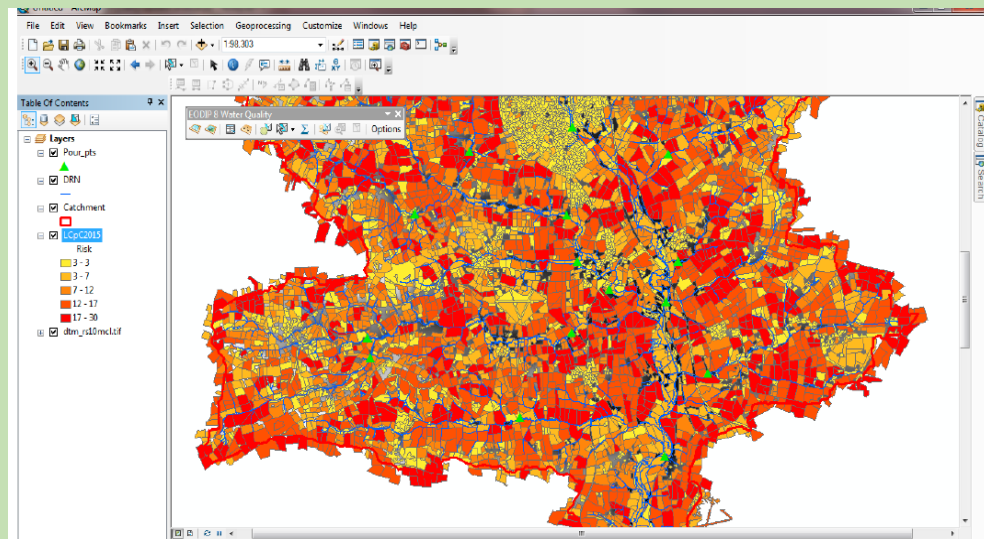 Untitled - ArcMap
File Edit View Bookmarks Insert Selection Geoprocessing Customize Windows Help
1:98.303
Table Of Contents
EODIP 8 Water Quality
Options
Layers
Pour_pts
DRN
Catchment
LCpC2015
Risk
3 - 3
3 - 7
7 - 12
12 - 17
17 - 30
dtm_rs10mcl.tif
Catalog
Search